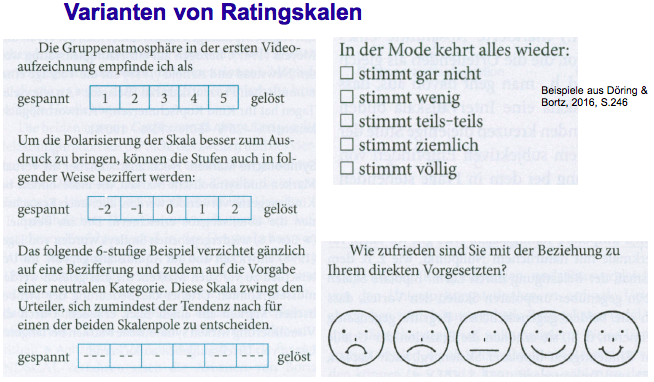 Varianten von Ratingskalen
Die Gruppenatmosphäre in der ersten Video-
aufzeichnung empfinde ich als
gespannt 1 2 3 4 5 gelöst
Um die Polarisierung der Skala besser zum Aus-
druck zu bringen, können die Stufen auch in fol-
gender Weise beziffert werden:
gespannt -2 -1 0 1 2 gelöst
Das folgende 6-stufige Beispiel verzichtet gänzlich
auf eine Bezifferung und zudem auf die Vorgabe
einer neutralen Kategorie. Diese Skala zwingt den
Urteiler, sich zumindest der Tendenz nach für
einen der beiden Skalenpole zu entscheiden:
gespannt --- -- - - -- --- gelöst
In der Mode kehrt alles wieder:
☐ stimmt gar nicht
☐ stimmt wenig
☐ stimmt teils-teils
☐ stimmt ziemlich
☐ stimmt völlig
Beispiele aus Döring &
Bortz, 2016, S.246
Wie zufrieden sind Sie mit der Beziehung zu
Ihrem direkten Vorgesetzten?